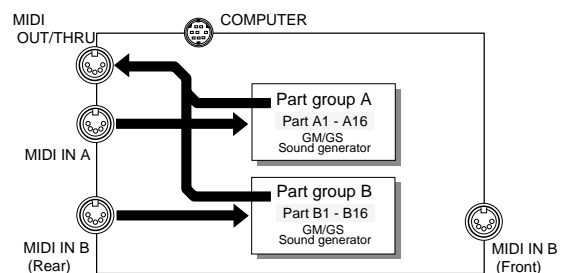 MIDI
OUT/THRU
COMPUTER
Part group A
Part A1 - A16
GM/GS
Sound generator
MIDI IN A
Part group B
Part B1 - B16
GM/GS
Sound generator
MIDI IN B
(Rear)
MIDI IN B
(Front)